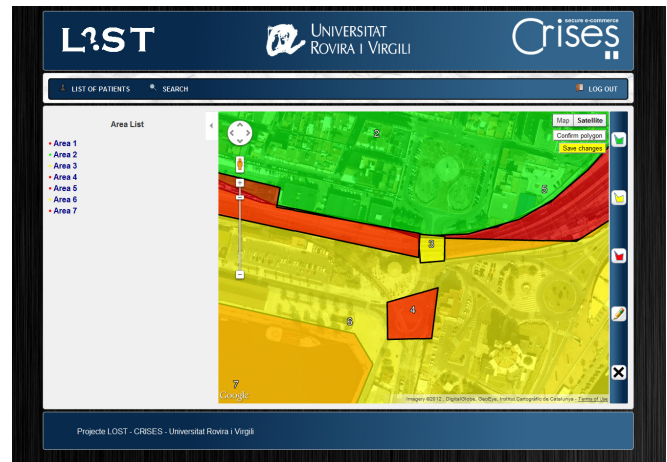 L?ST
UNIVERSITAT
ROVIRA I VIRGILI
secure e-commerce
Crises
LIST OF PATIENTS SEARCH LOG OUT
Area List
Area 1
Area 2
Area 3
Area 4
Area 5
Area 6
Area 7
Map Satellite
Confirm polygon
Save changes
2
5
3
4
6
7
Google
Imagery ©2012 , DigitalGlobe, GeoEye, Institut Cartogràfic de Catalunya - Terms of Use
Projecte LOST - CRISES - Universitat Rovira i Virgili